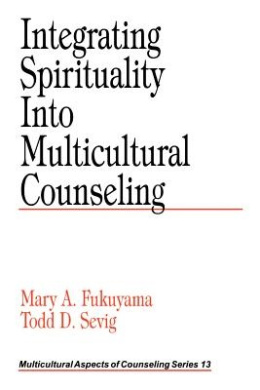 Integrating
Spirituality
Into
Multicultural
Counseling
Mary A. Fukuyama
Todd D. Sevig
Multicultural Aspects of Counseling Series 13